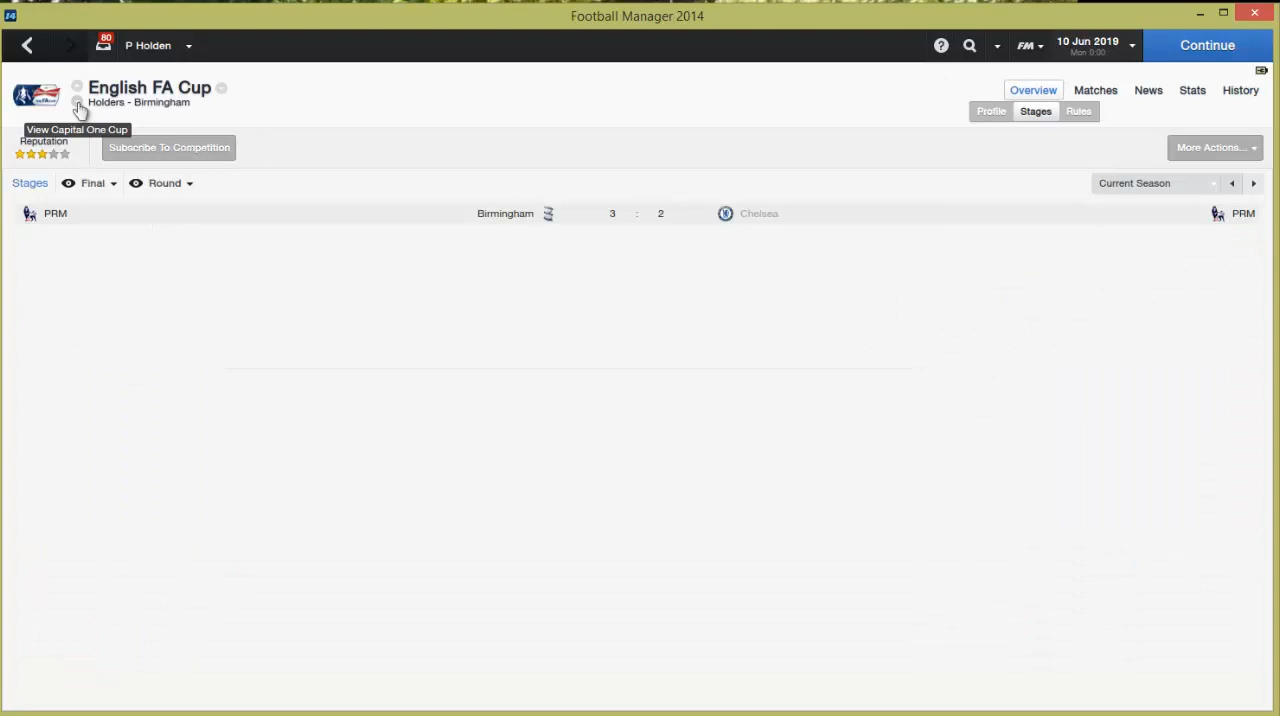 14 Football Manager 2014
80 P Holden FM 10 Jun 2019 Continue
Mon 0:00
English FA Cup
Holders - Birmingham
Overview Matches News Stats History
Profile Stages Rules
View Capital One Cup
Reputation Subscribe To Competition More Actions...
Stages Final Round Current Season
PRM Birmingham 3 : 2 Chelsea PRM